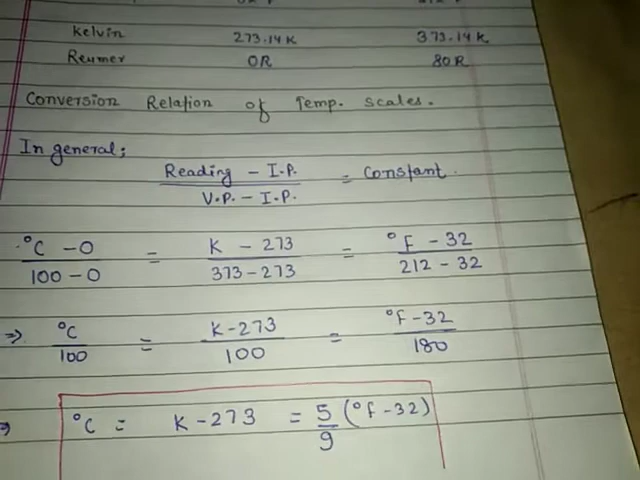 Kelvin 273.14 K 373.14 K
Reumer 0R 80R
Conversion Relation of Temp. scales.
In general;
Reading - I.P. / V.P. - I.P. = Constant.
°C - 0 / 100 - 0 = K - 273 / 373 - 273 = °F - 32 / 212 - 32
⇒ °C / 100 = K - 273 / 100 = °F - 32 / 180
⇒ °C = K - 273 = 5/9 (°F - 32)